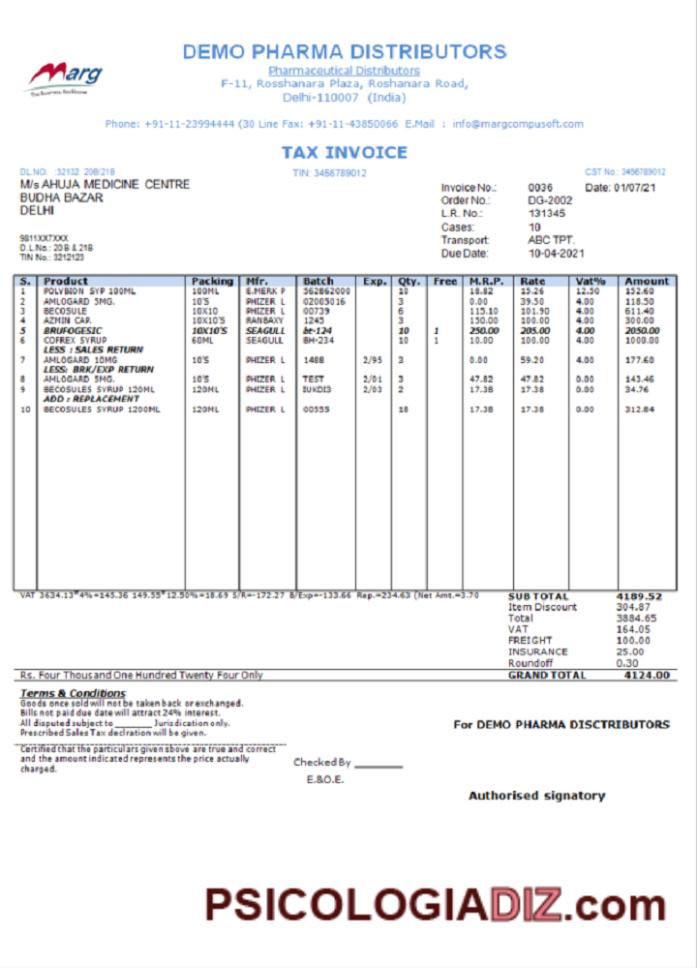 Marg
DEMO PHARMA DISTRIBUTORS
Pharmaceutical Distributors
F-11, Rosshanara Plaza, Roshanara Road,
Delhi-110007 (India)
Phone: +91-11-23994444 (30 Line Fax: +91-11-43850066 E.Mail : info@margcompusoft.com
TAX INVOICE
DL.NO. :32132 20B/21B TIN: 3456789012 CST No.: 3456789012
M/s AHUJA MEDICINE CENTRE
BUDHA BAZAR
DELHI
9811XX7XXX
D.L.No.: 20B & 21B
TIN No.: 3212123
Invoice No.: 0036 Date: 01/07/21
Order No.: DG-2002
L.R. No.: 131345
Cases: 10
Transport: ABC TPT.
Due Date: 10-04-2021
S. Product Packing Mfr. Batch Exp. Qty. Free M.R.P. Rate Vat% Amount
1 POLYBION SYP 100ML 100ML E.MERK P 562862000 10 18.82 15.26 12.50 152.60
2 AMLOGARD 5MG. 10'S PHIZER L 02005016 3 0.00 39.50 4.00 118.50
3 BECOSULE 10X10 PHIZER L 00739 6 115.10 101.90 4.00 611.40
4 AZMIN CAP. 10X10'S RANBAXY 1245 3 150.00 100.00 4.00 300.00
5 BRUFOGESIC 10X10'S SEAGULL bt-124 10 1 250.00 205.00 4.00 2050.00
6 COFREX SYRUP 60ML SEAGULL BH-234 10 1 10.00 100.00 4.00 1000.00
LESS : SALES RETURN
7 AMLOGARD 10MG 10'S PHIZER L 1488 2/95 3 0.00 59.20 4.00 177.60
LESS: BRK/EXP RETURN
8 AMLOGARD 5MG. 10'S PHIZER L TEST 2/01 3 47.82 47.82 0.00 143.46
9 BECOSULES SYRUP 120ML 120ML PHIZER L 2/03 2 17.38 17.38 0.00 34.76
ADD : REPLACEMENT
10 BECOSULES SYRUP 1200ML 120ML PHIZER L 00555 18 17.38 17.38 0.00 312.84
VAT 3634.13*4%=145.36 149.55*12.50%=18.69 S/R=-172.27 B/Exp=-133.66 Rep.=234.63 (Net Amt.=3.70
SUB TOTAL 4189.52
Item Discount 304.87
Total 3884.65
VAT 164.05
FREIGHT 100.00
INSURANCE 25.00
Roundoff 0.30
Rs. Four Thousand One Hundred Twenty Four Only GRAND TOTAL 4124.00
Terms & Conditions
Goods once sold will not be taken back or exchanged.
Bills not paid due date will attract 24% interest.
All disputed subject to ________ Jurisdication only.
Prescribed Sales Tax declration will be given.
For DEMO PHARMA DISCTRIBUTORS
Certified that the particulars given above are true and correct
and the amount indicated represents the price actually
charged.
Checked By ________
E.&O.E.
Authorised signatory
PSICOLOGIADIZ.com